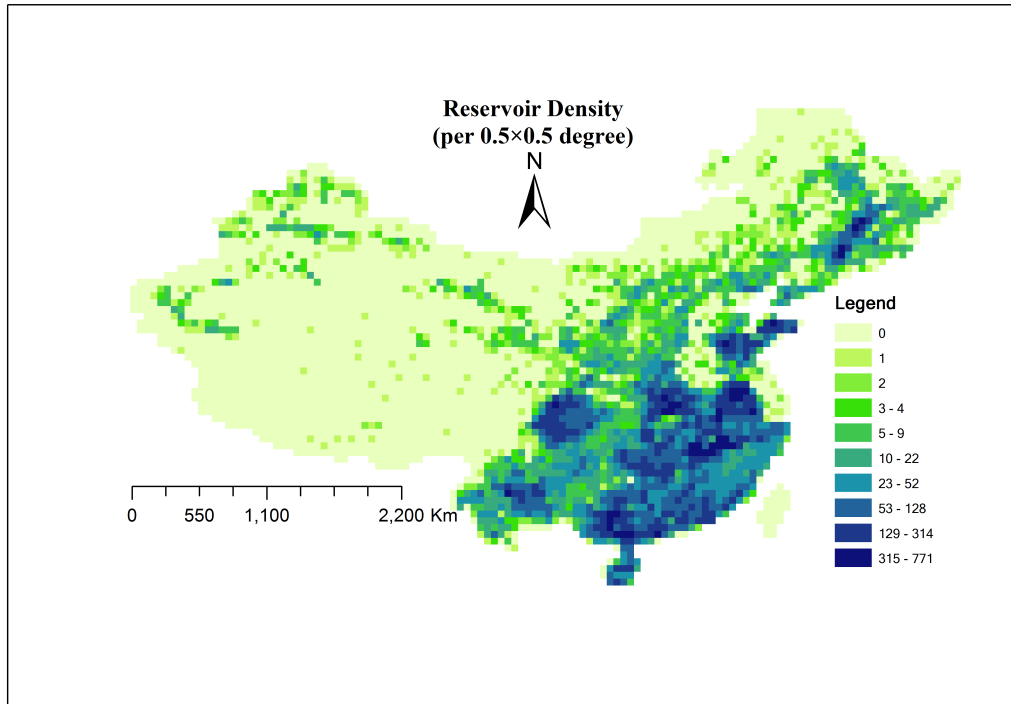 Reservoir Density
(per 0.5×0.5 degree)
N
Legend
0
1
2
3 - 4
5 - 9
10 - 22
23 - 52
53 - 128
129 - 314
315 - 771
0 550 1,100 2,200 Km